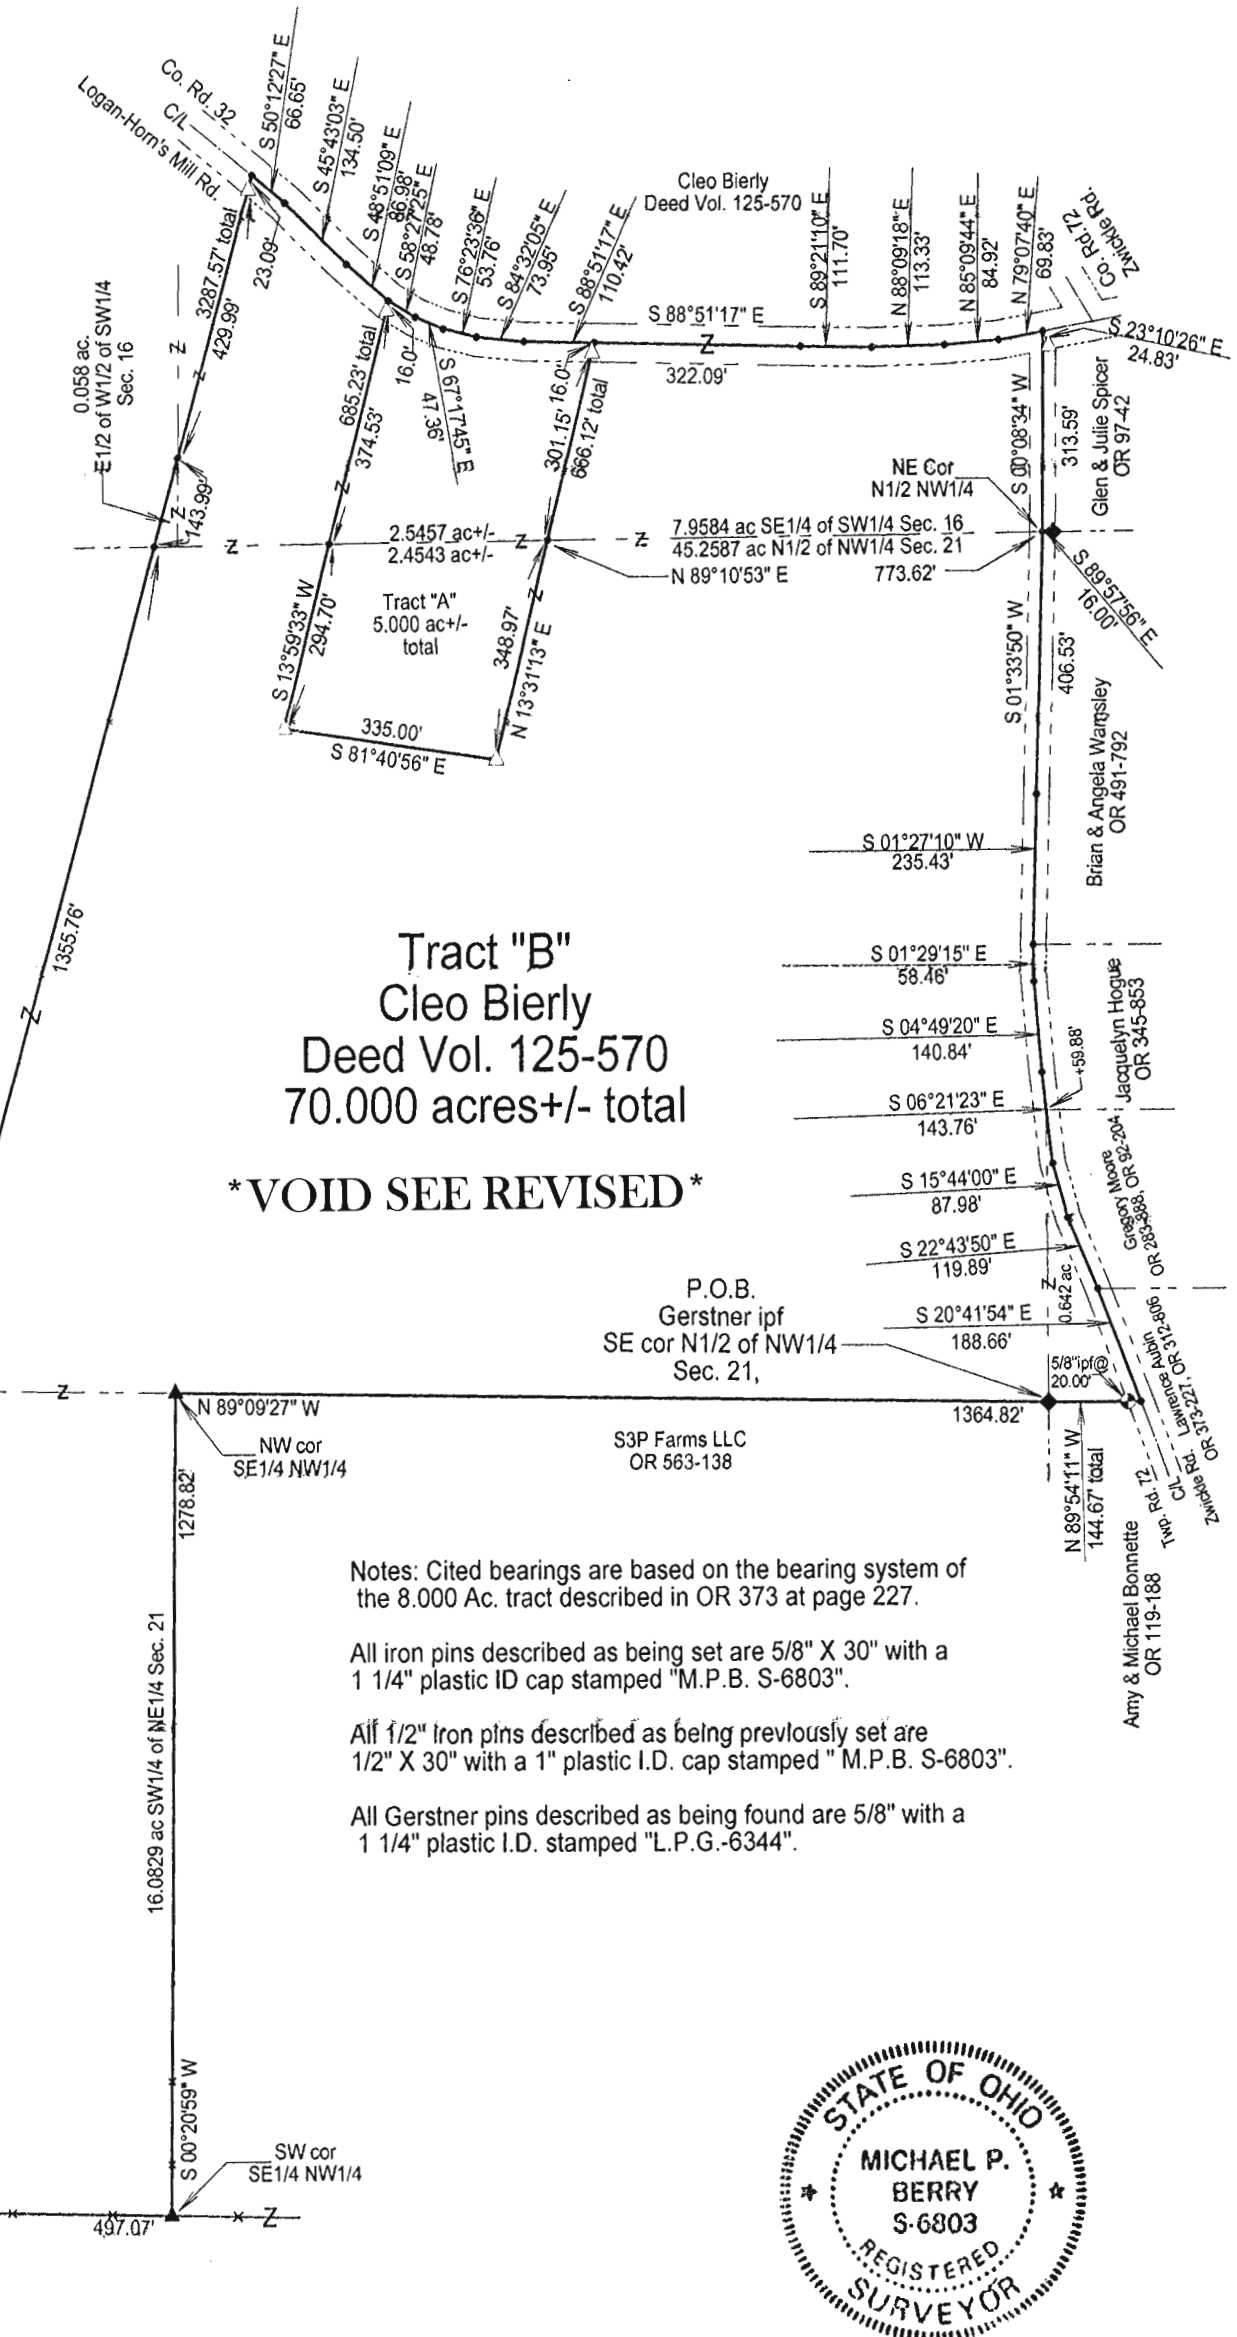 Co. Rd. 32
C/L
Logan-Horn's Mill Rd.
S 50°12'27" E
66.65'
S 45°43'03" E
134.50'
S 48°51'09" E
86.98'
S 58°27'25" E
48.78'
S 76°23'36" E
53.76'
S 84°32'05" E
73.95'
S 88°51'17" E
110.42'
Cleo Bierly
Deed Vol. 125-570
S 89°21'10" E
111.70'
N 88°09'18" E
113.33'
N 85°09'44" E
84.92'
N 79°07'40" E
69.83'
Co. Rd.72
Zwickle Rd.
S 88°51'17" E
322.09'
S 23°10'26" E
24.83'
3287.57' total
429.99'
23.09'
0.058 ac.
E1/2 of W1/2 of SW1/4
Sec. 16
143.99'
685.23' total
374.53'
16.0'
S 67°17'45" E
47.36'
301.15'
16.0'
666.12' total
S 00°08'34" W
313.59'
Glen & Julie Spicer
OR 97-42
NE Cor
N1/2 NW1/4
2.5457 ac+/-
2.4543 ac+/-
7.9584 ac SE1/4 of SW1/4 Sec. 16
45.2587 ac N1/2 of NW1/4 Sec. 21
N 89°10'53" E
773.62'
S 89°57'56" E
16.00'
Tract "A"
5.000 ac+/-
total
S 13°59'33" W
294.70'
348.97'
N 13°31'13" E
335.00'
S 81°40'56" E
S 01°33'50" W
406.53'
Brian & Angela Wamsley
OR 491-792
S 01°27'10" W
235.43'
1355.76'
Tract "B"
Cleo Bierly
Deed Vol. 125-570
70.000 acres+/- total
*VOID SEE REVISED*
S 01°29'15" E
58.46'
S 04°49'20" E
140.84'
+59.88'
Jacquelyn Hogue
OR 345-853
S 06°21'23" E
143.76'
S 15°44'00" E
87.98'
Gregory Moore
OR 283-888, OR 92-204
S 22°43'50" E
119.89'
0.642 ac.
S 20°41'54" E
188.66'
Lawrence Aubin
OR 373-227, OR 312-806
P.O.B.
Gerstner ipf
SE cor N1/2 of NW1/4
Sec. 21,
5/8"ipf@
20.00'
N 89°09'27" W
1364.82'
NW cor
SE1/4 NW1/4
S3P Farms LLC
OR 563-138
N 89°54'11" W
144.67' total
Twp. Rd. 72
C/L
Zwickle Rd.
Amy & Michael Bonnette
OR 119-188
1278.82'
16.0829 ac SW1/4 of NE1/4 Sec. 21
Notes: Cited bearings are based on the bearing system of
the 8.000 Ac. tract described in OR 373 at page 227.
All iron pins described as being set are 5/8" X 30" with a
1 1/4" plastic ID cap stamped "M.P.B. S-6803".
All 1/2" iron pins described as being previously set are
1/2" X 30" with a 1" plastic I.D. cap stamped " M.P.B. S-6803".
All Gerstner pins described as being found are 5/8" with a
1 1/4" plastic I.D. stamped "L.P.G.-6344".
S 00°20'59" W
SW cor
SE1/4 NW1/4
497.07'
STATE OF OHIO
MICHAEL P.
BERRY
S-6803
REGISTERED
SURVEYOR